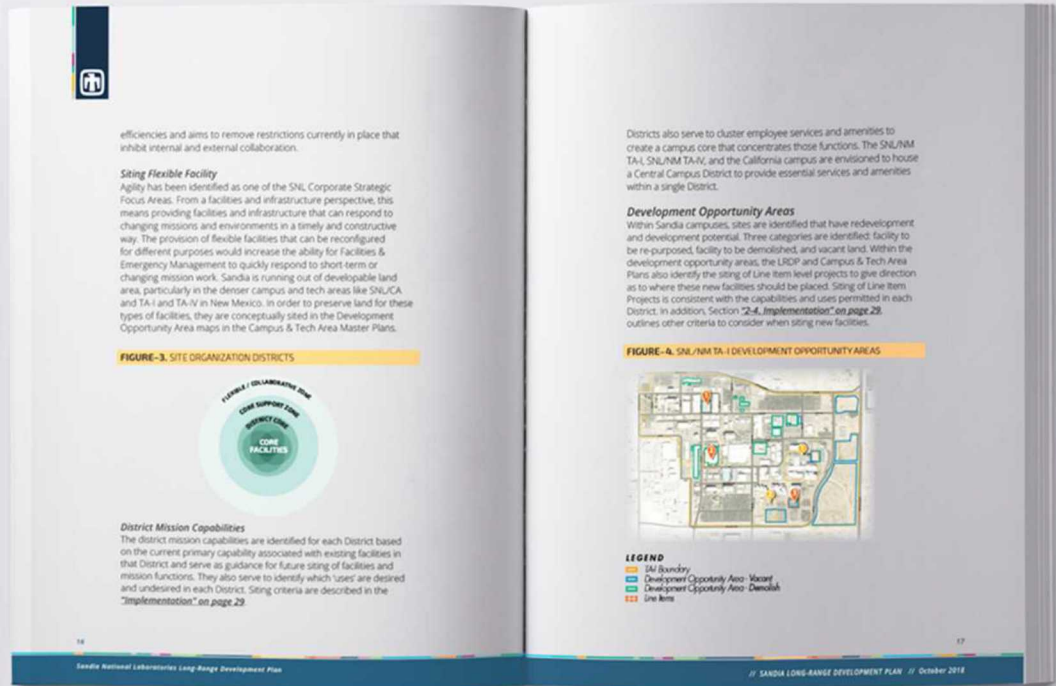 efficiencies and aims to remove restrictions currently in place that
inhibit internal and external collaboration.
Siting Flexible Facility
Agility has been identified as one of the SNL Corporate Strategic
Focus Areas. From a facilities and infrastructure perspective, this
means providing facilities and infrastructure that can respond to
changing missions and environments in a timely and constructive
way. The provision of flexible facilities that can be reconfigured
for different purposes would increase the ability for Facilities &
Emergency Management to quickly respond to short-term or
changing mission work. Sandia is running out of developable land
area, particularly in the denser campus and tech areas like SNL/CA
and TA-I and TA-IV in New Mexico. In order to preserve land for these
types of facilities, they are conceptually sited in the Development
Opportunity Area maps in the Campus & Tech Area Master Plans.
FIGURE-3. SITE ORGANIZATION DISTRICTS
FLEXIBLE / COLLABORATIVE ZONE
CORE SUPPORT ZONE
DISTRICT CORE
CORE
FACILITIES
District Mission Capabilities
The district mission capabilities are identified for each District based
on the current primary capability associated with existing facilities in
that District and serve as guidance for future siting of facilities and
mission functions. They also serve to identify which 'uses' are desired
and undesired in each District. Siting criteria are described in the
"Implementation" on page 29
16
Sandia National Laboratories Long-Range Development Plan
Districts also serve to cluster employee services and amenities to
create a campus core that concentrates those functions. The SNL/NM
TA-I, SNL/NM TA-IV, and the California campus are envisioned to house
a Central Campus District to provide essential services and amenities
within a single District.
Development Opportunity Areas
Within Sandia campuses, sites are identified that have redevelopment
and development potential. Three categories are identified: facility to
be re-purposed, facility to be demolished, and vacant land. Within the
development opportunity areas, the LRDP and Campus & Tech Area
Plans also identify the siting of Line Item level projects to give direction
as to where these new facilities should be placed. Siting of Line Item
Projects is consistent with the capabilities and uses permitted in each
District. In addition, Section "2-4. Implementation" on page 29,
outlines other criteria to consider when siting new facilities.
FIGURE-4. SNL/NM TA-I DEVELOPMENT OPPORTUNITY AREAS
LEGEND
TA-I Boundary
Development Opportunity Area - Vacant
Development Opportunity Area - Demolish
Line Items
17
// SANDIA LONG-RANGE DEVELOPMENT PLAN // October 2018